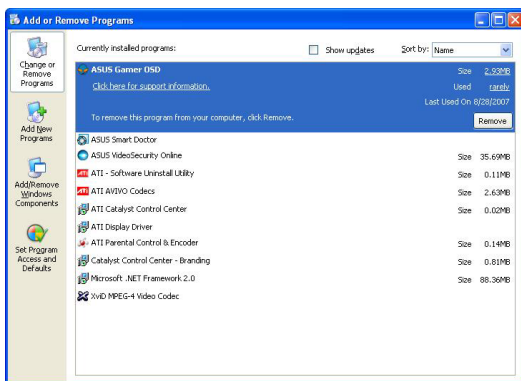 Add or Remove Programs
Change or
Remove
Programs
Add New
Programs
Add/Remove
Windows
Components
Set Program
Access and
Defaults
Currently installed programs:
Show updates
Sort by: Name
ASUS Gamer OSD
Size 2.93MB
Click here for support information.
Used rarely
Last Used On 8/28/2007
To remove this program from your computer, click Remove.
Remove
ASUS Smart Doctor
ASUS VideoSecurity Online Size 35.69MB
ATI - Software Uninstall Utility Size 0.11MB
ATI AVIVO Codecs Size 2.63MB
ATI Catalyst Control Center Size 0.02MB
ATI Display Driver
ATI Parental Control & Encoder Size 0.14MB
Catalyst Control Center - Branding Size 0.81MB
Microsoft .NET Framework 2.0 Size 88.36MB
XviD MPEG-4 Video Codec